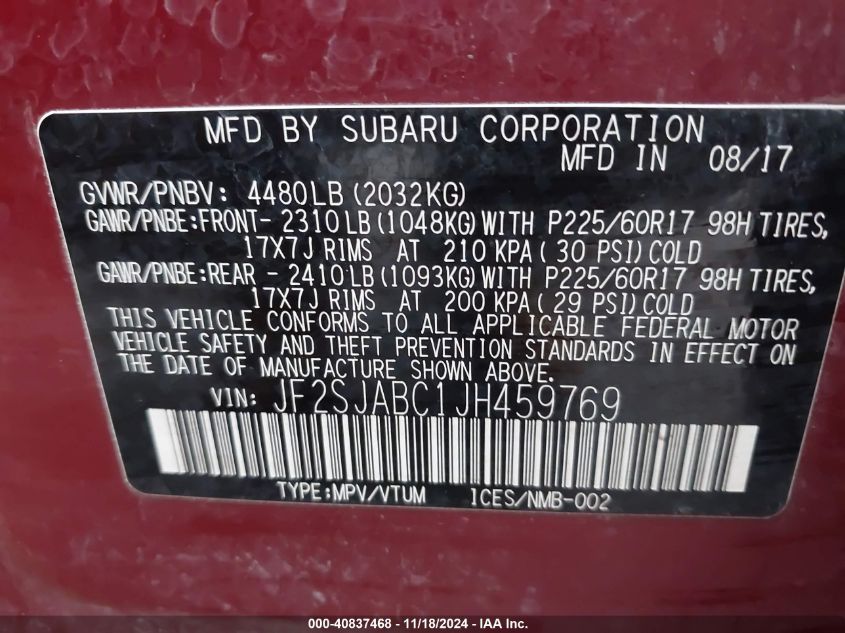 MFD BY SUBARU CORPORATION
MFD IN 08/17
GVWR/PNBV: 4480LB (2032KG)
GAWR/PNBE:FRONT- 2310 LB (1048KG) WITH P225/60R17 98H TIRES,
17X7J RIMS AT 210 KPA ( 30 PSI) COLD
GAWR/PNBE:REAR - 2410 LB (1093KG) WITH P225/60R17 98H TIRES,
17X7J RIMS AT 200 KPA ( 29 PSI) COLD
THIS VEHICLE CONFORMS TO ALL APPLICABLE FEDERAL MOTOR
VEHICLE SAFETY AND THEFT PREVENTION STANDARDS IN EFFECT ON
THE DATE OF MANUFACTURE SHOWN ABOVE.
VIN: JF2SJABC1JH459769
TYPE:MPV/VTUM ICES/NMB-002
000-40837468 - 11/18/2024 - IAA Inc.